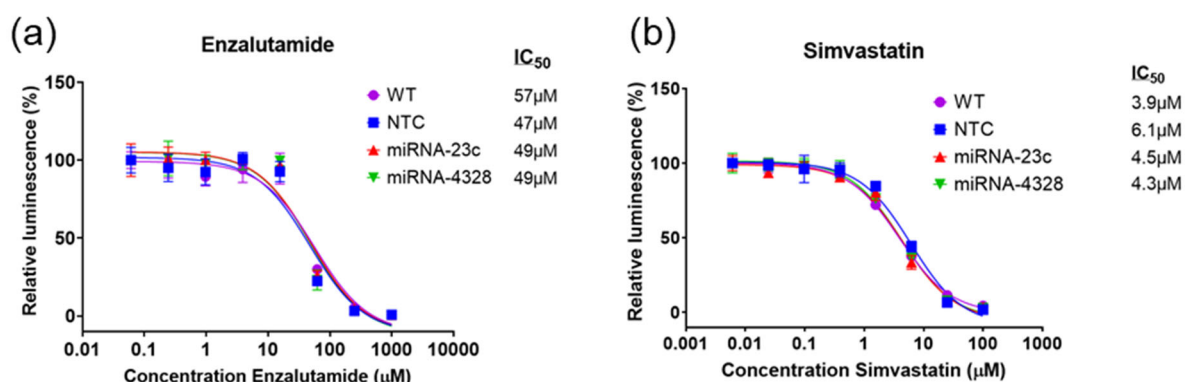 (a)
Enzalutamide
IC50
WT 57µM
NTC 47µM
miRNA-23c 49µM
miRNA-4328 49µM
Relative luminescence (%)
150
100
50
0
0.01 0.1 1 10 100 1000 10000
Concentration Enzalutamide (µM)
(b)
Simvastatin
IC50
WT 3.9µM
NTC 6.1µM
miRNA-23c 4.5µM
miRNA-4328 4.3µM
Relative luminescence (%)
150
100
50
0
0.001 0.01 0.1 1 10 100 1000
Concentration Simvastatin (µM)